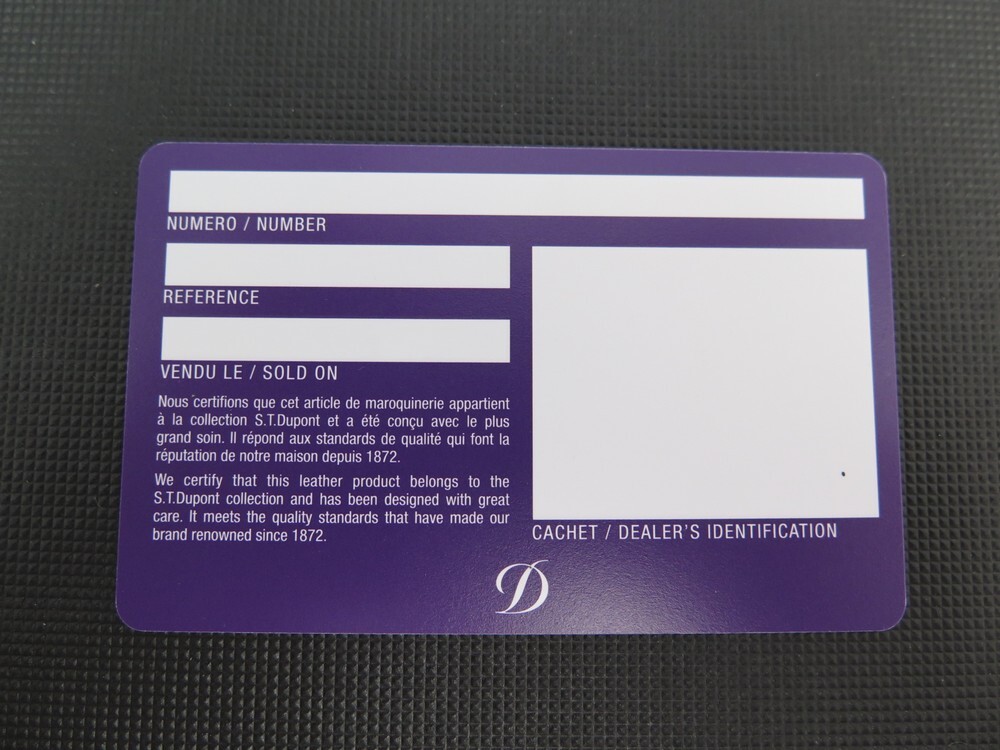 NUMERO / NUMBER
REFERENCE
VENDU LE / SOLD ON
Nous certifions que cet article de maroquinerie appartient
à la collection S.T.Dupont et a été conçu avec le plus
grand soin. Il répond aux standards de qualité qui font la
réputation de notre maison depuis 1872.
We certify that this leather product belongs to the
S.T.Dupont collection and has been designed with great
care. It meets the quality standards that have made our
brand renowned since 1872.
CACHET / DEALER'S IDENTIFICATION
D